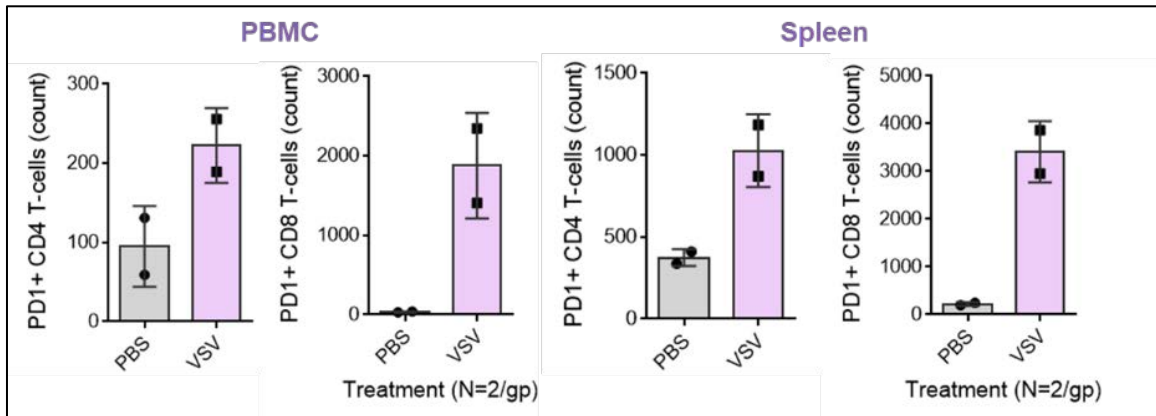 PBMC
Spleen
PD1+ CD4 T-cells (count)
300
200
100
0
PBS
VSV
PD1+ CD8 T-cells (count)
3000
2000
1000
0
PBS
VSV
Treatment (N=2/gp)
PD1+ CD4 T-cells (count)
1500
1000
500
0
PBS
VSV
PD1+ CD8 T-cells (count)
5000
4000
3000
2000
1000
0
PBS
VSV
Treatment (N=2/gp)